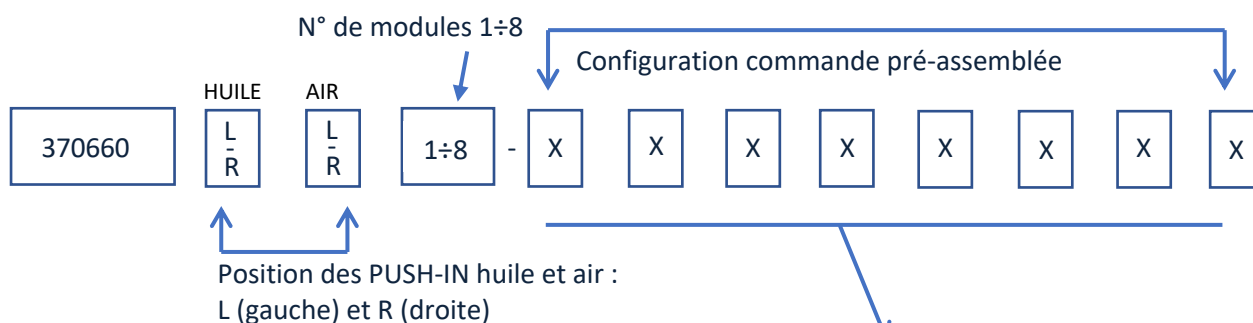 N° de modules 1÷8
Configuration commande pré-assemblée
HUILE AIR
370660 L - R L - R 1÷8 - X X X X X X X X
Position des PUSH-IN huile et air :
L (gauche) et R (droite)